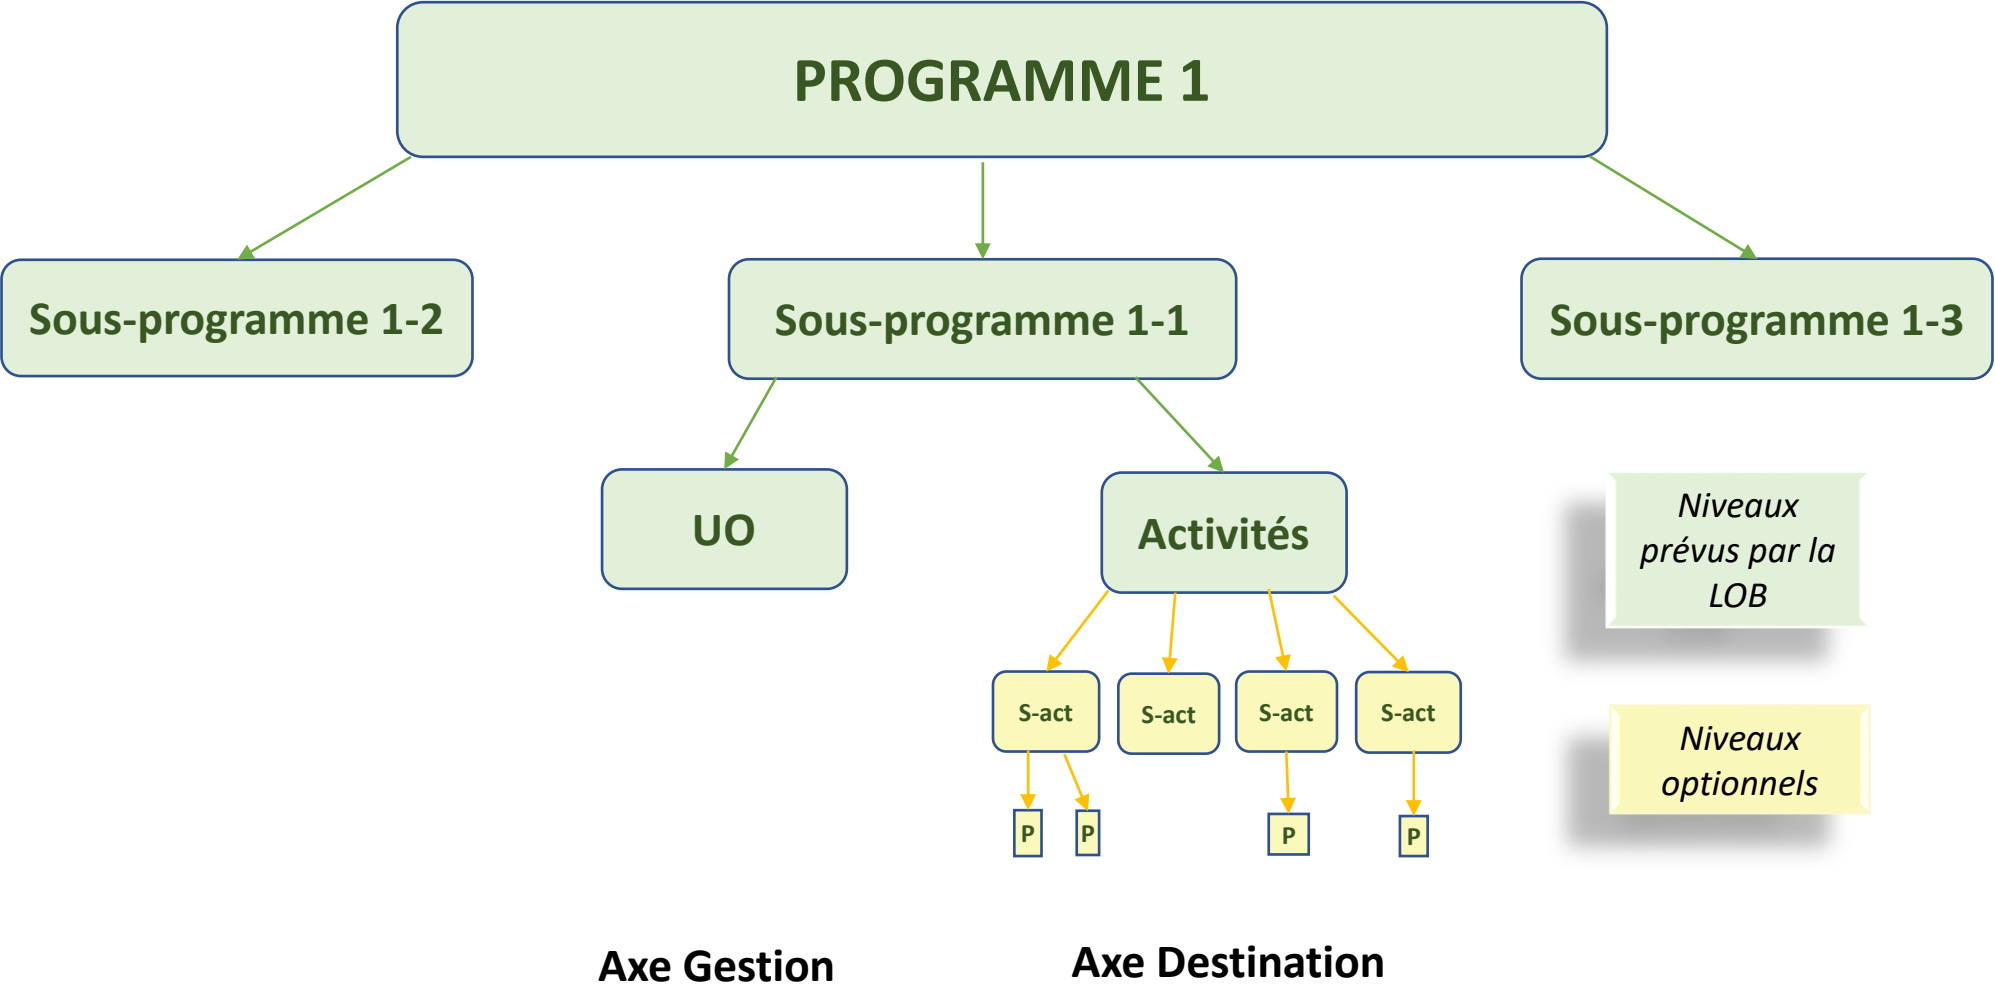 PROGRAMME 1
Sous-programme 1-2
Sous-programme 1-1
Sous-programme 1-3
UO
Activités
Niveaux
prévus par la
LOB
S-act
S-act
S-act
S-act
Niveaux
optionnels
P
P
P
P
Axe Gestion
Axe Destination